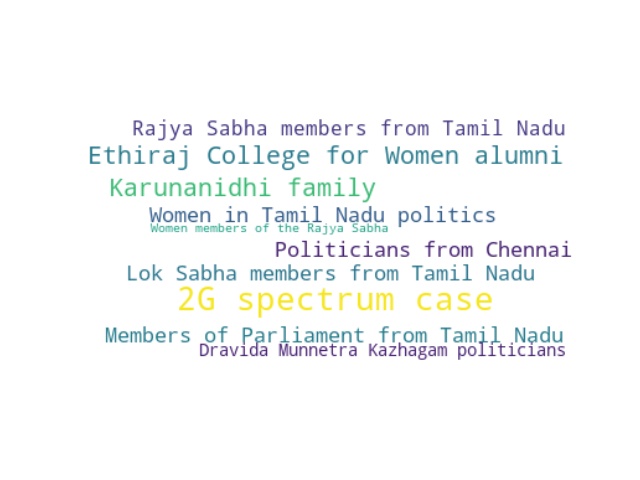 Rajya Sabha members from Tamil Nadu
Ethiraj College for Women alumni
Karunanidhi family
Women in Tamil Nadu politics
Women members of the Rajya Sabha
Politicians from Chennai
Lok Sabha members from Tamil Nadu
2G spectrum case
Members of Parliament from Tamil Nadu
Dravida Munnetra Kazhagam politicians